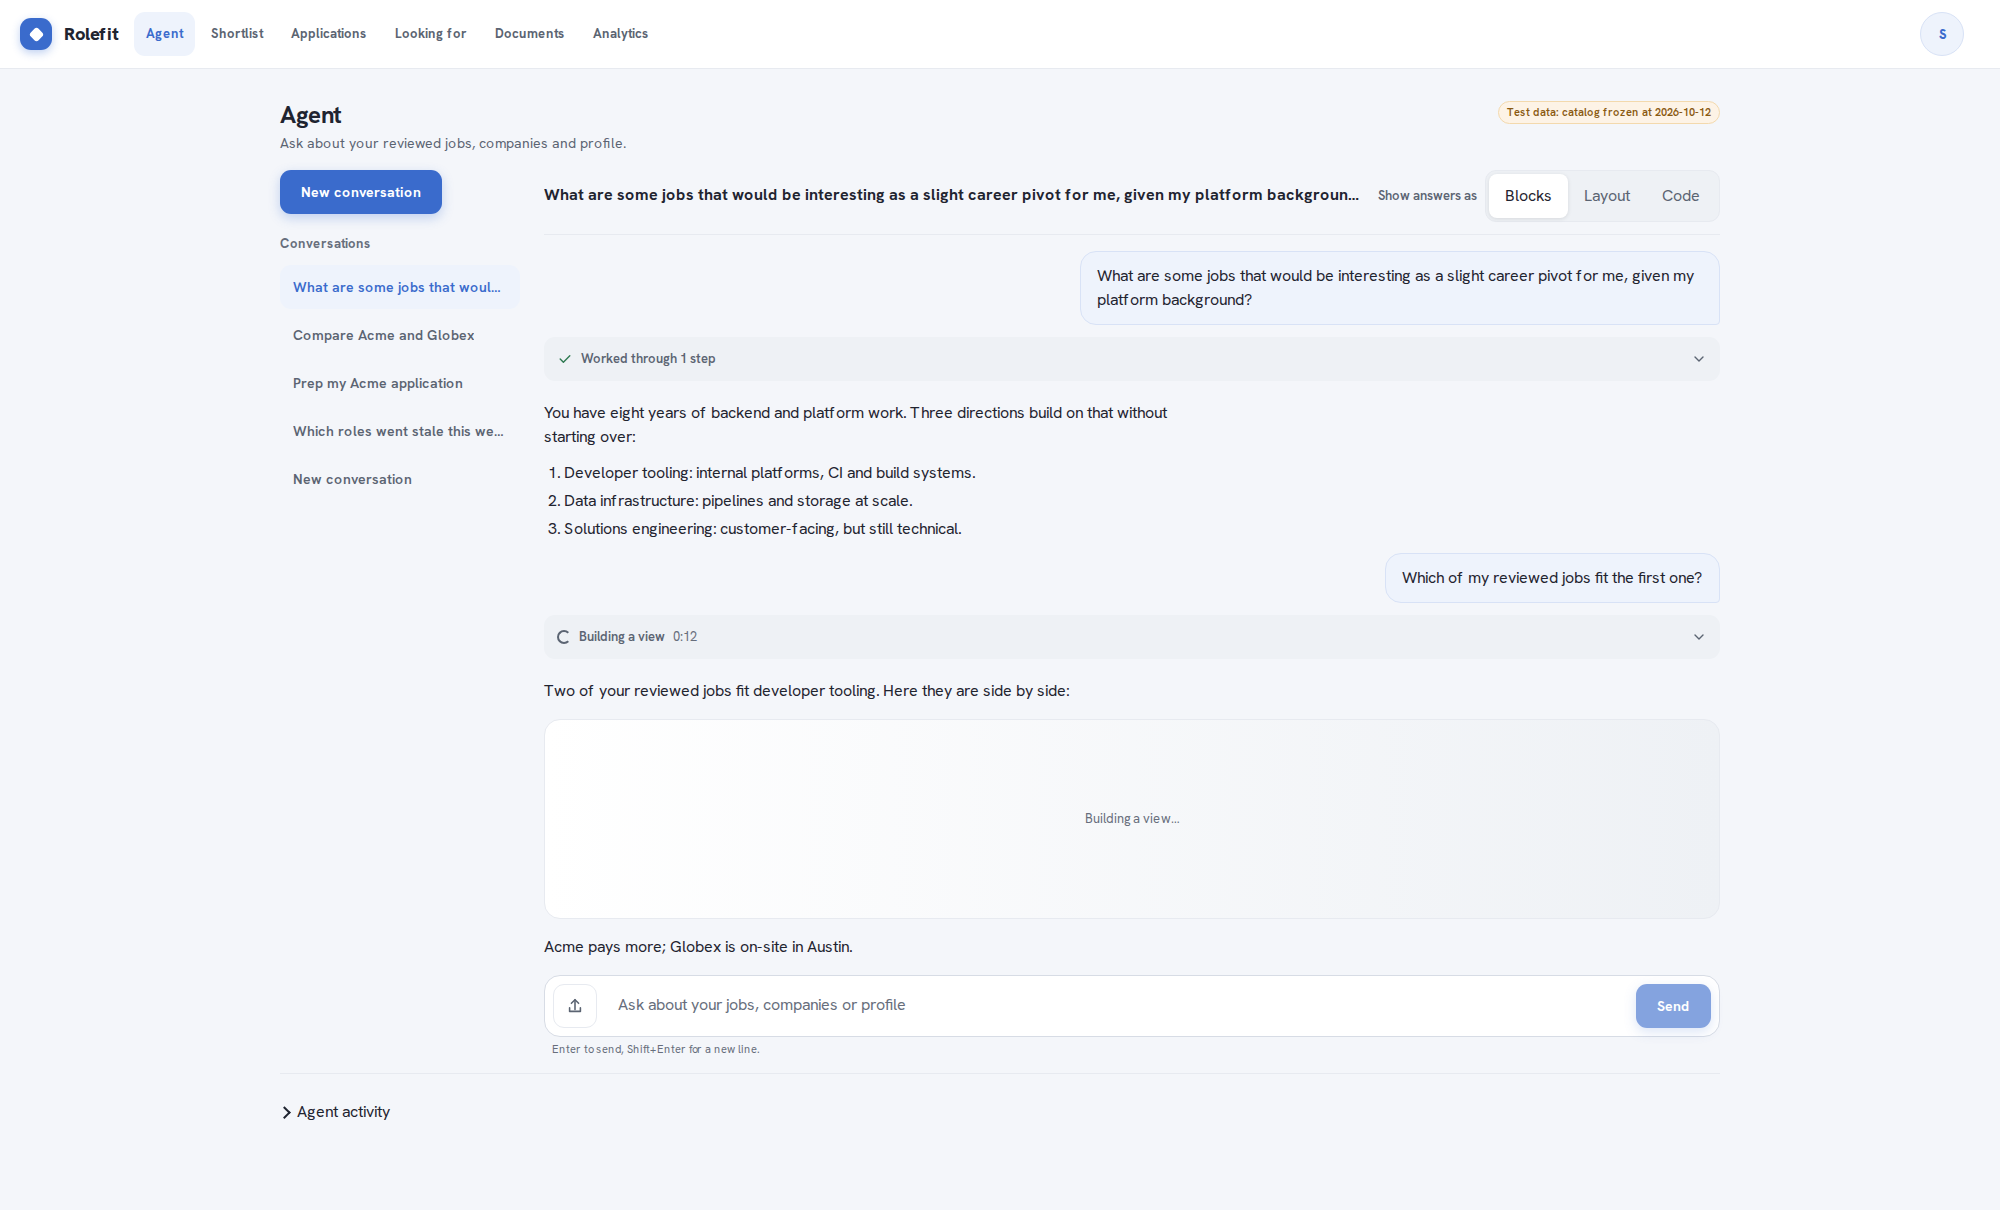 Rolefit
Agent
Shortlist
Applications
Looking for
Documents
Analytics
S
Agent
Test data: catalog frozen at 2026-10-12
Ask about your reviewed jobs, companies and profile.
New conversation
What are some jobs that would be interesting as a slight career pivot for me, given my platform backgroun…
Show answers as
Blocks
Layout
Code
Conversations
What are some jobs that woul…
Compare Acme and Globex
Prep my Acme application
Which roles went stale this we…
New conversation
What are some jobs that would be interesting as a slight career pivot for me, given my
platform background?
Worked through 1 step
You have eight years of backend and platform work. Three directions build on that without
starting over:
1. Developer tooling: internal platforms, CI and build systems.
2. Data infrastructure: pipelines and storage at scale.
3. Solutions engineering: customer-facing, but still technical.
Which of my reviewed jobs fit the first one?
Building a view 0:12
Two of your reviewed jobs fit developer tooling. Here they are side by side:
Building a view…
Acme pays more; Globex is on-site in Austin.
Ask about your jobs, companies or profile
Send
Enter to send, Shift+Enter for a new line.
Agent activity